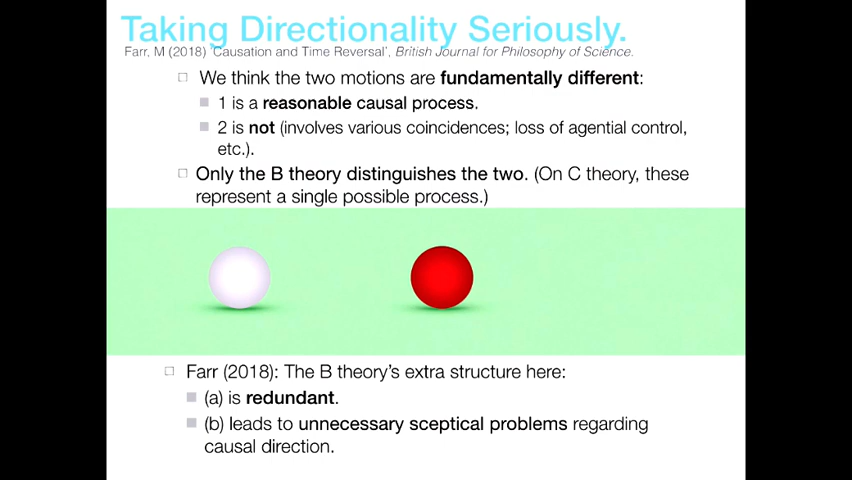 Taking Directionality Seriously.
Farr, M (2018) 'Causation and Time Reversal', British Journal for Philosophy of Science.
We think the two motions are fundamentally different:
1 is a reasonable causal process.
2 is not (involves various coincidences; loss of agential control,
etc.).
Only the B theory distinguishes the two. (On C theory, these
represent a single possible process.)
Farr (2018): The B theory's extra structure here:
(a) is redundant.
(b) leads to unnecessary sceptical problems regarding
causal direction.